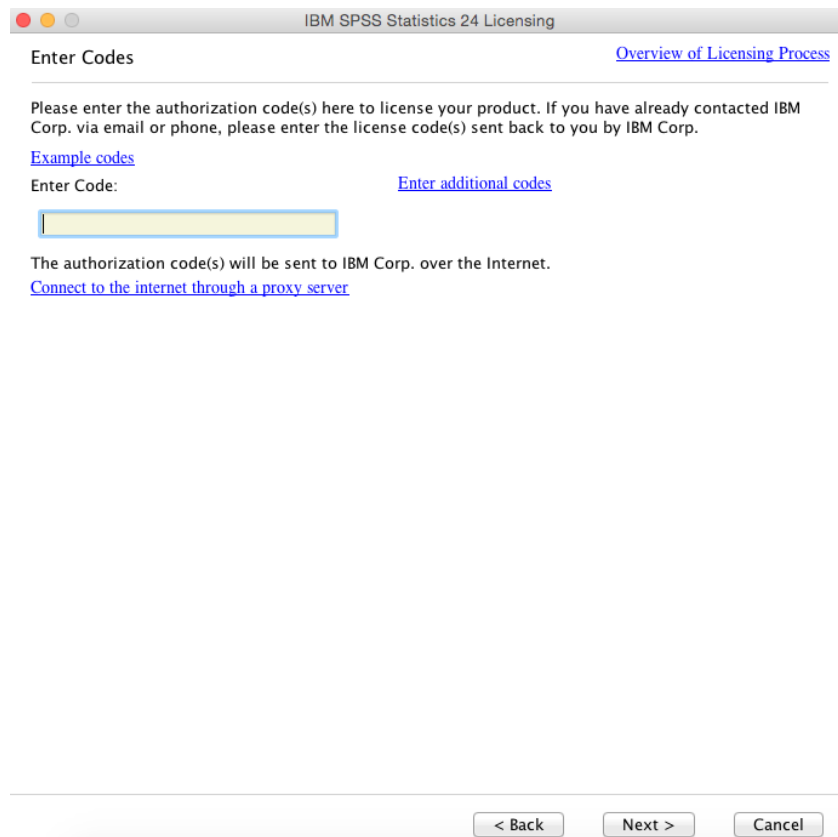 IBM SPSS Statistics 24 Licensing
Enter Codes
Overview of Licensing Process
Please enter the authorization code(s) here to license your product. If you have already contacted IBM
Corp. via email or phone, please enter the license code(s) sent back to you by IBM Corp.
Example codes
Enter Code:
Enter additional codes
The authorization code(s) will be sent to IBM Corp. over the Internet.
Connect to the internet through a proxy server
< Back
Next >
Cancel